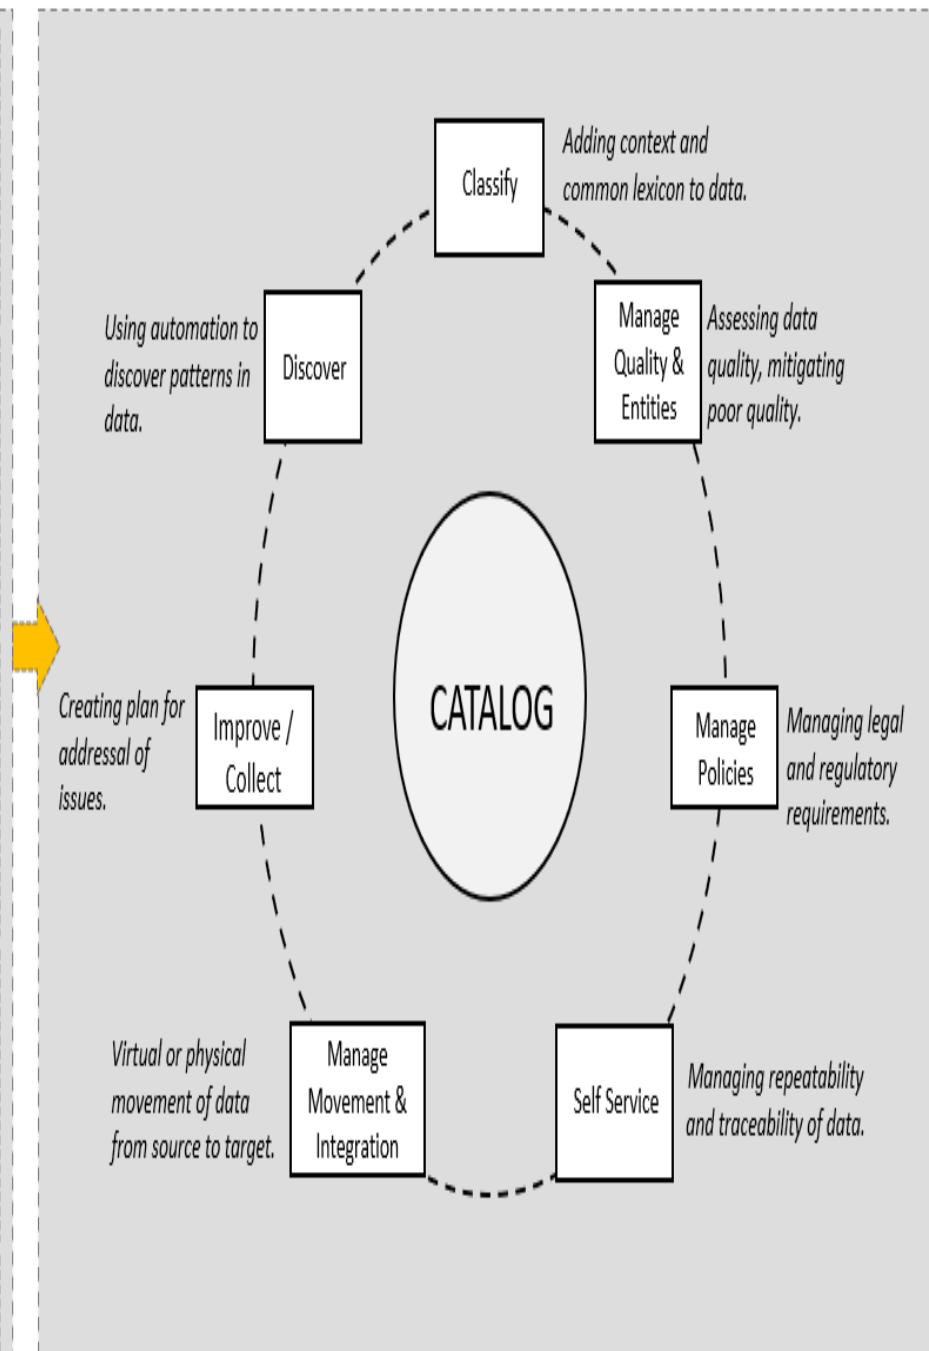 Classify
Adding context and
common lexicon to data.
Manage
Quality &
Entities
Assessing data
quality, mitigating
poor quality.
Using automation to
discover patterns in
data.
Discover
CATALOG
Creating plan for
addressal of
issues.
Improve /
Collect
Manage
Policies
Managing legal
and regulatory
requirements.
Virtual or physical
movement of data
from source to target.
Manage
Movement &
Integration
Self Service
Managing repeatability
and traceability of data.